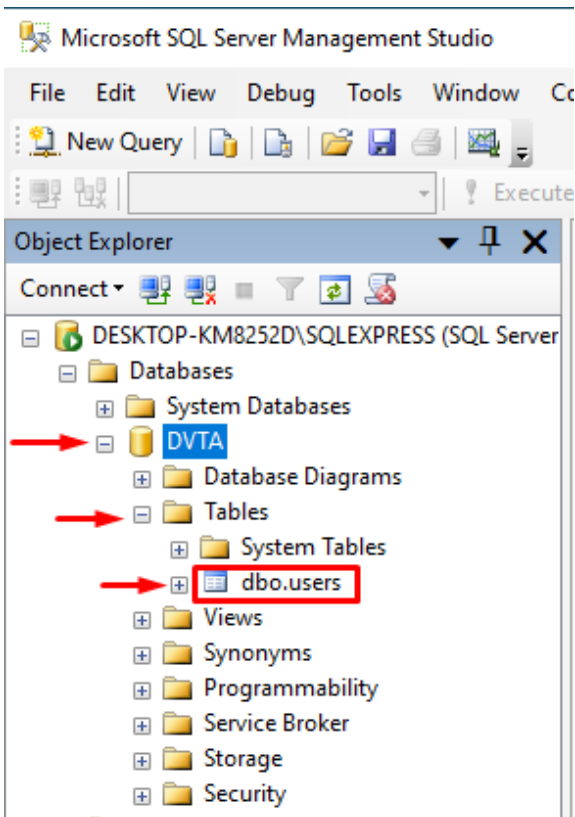 Microsoft SQL Server Management Studio
File Edit View Debug Tools Window
New Query
Execute
Object Explorer
Connect
DESKTOP-KM8252D\SQLEXPRESS (SQL Server
Databases
System Databases
DVTA
Database Diagrams
Tables
System Tables
dbo.users
Views
Synonyms
Programmability
Service Broker
Storage
Security